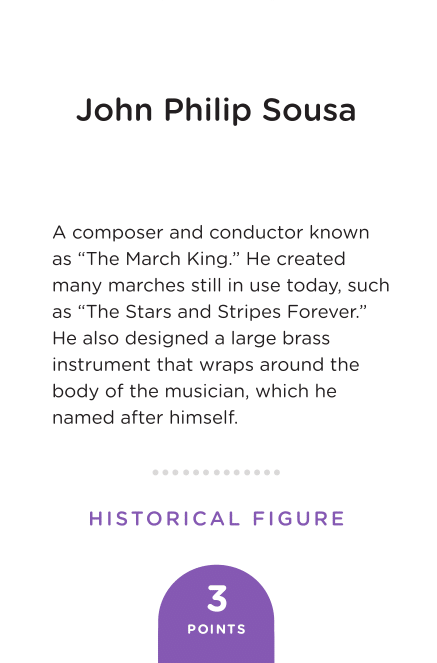 John Philip Sousa
A composer and conductor known
as “The March King.” He created
many marches still in use today, such
as “The Stars and Stripes Forever.”
He also designed a large brass
instrument that wraps around the
body of the musician, which he
named after himself.
HISTORICAL FIGURE
3
POINTS